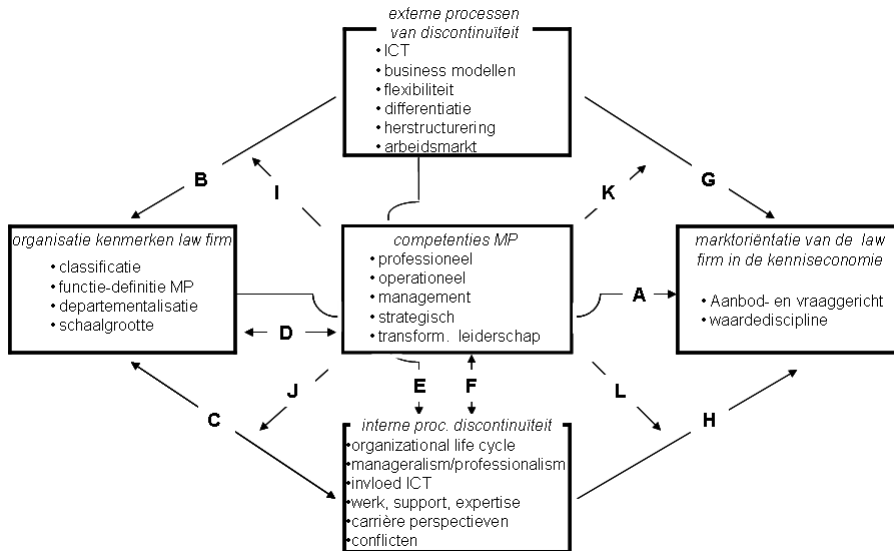 externe processen
van discontinuïteit
• ICT
• business modellen
• flexibiliteit
• differentiatie
• herstructurering
• arbeidsmarkt
B
I
K
G
organisatie kenmerken law firm
• classificatie
• functie-definitie MP
• departementalisatie
• schaalgrootte
competenties MP
• professioneel
• operationeel
• management
• strategisch
• transform. leiderschap
marktoriëntatie van de law
firm in de kenniseconomie
• Aanbod- en vraaggericht
• waardediscipline
A
D
J
E
F
L
C
H
interne proc. discontinuïteit
•organizational life cycle
•manageralism/professionalism
•invloed ICT
•werk, support, expertise
•carrière perspectieven
•conflicten